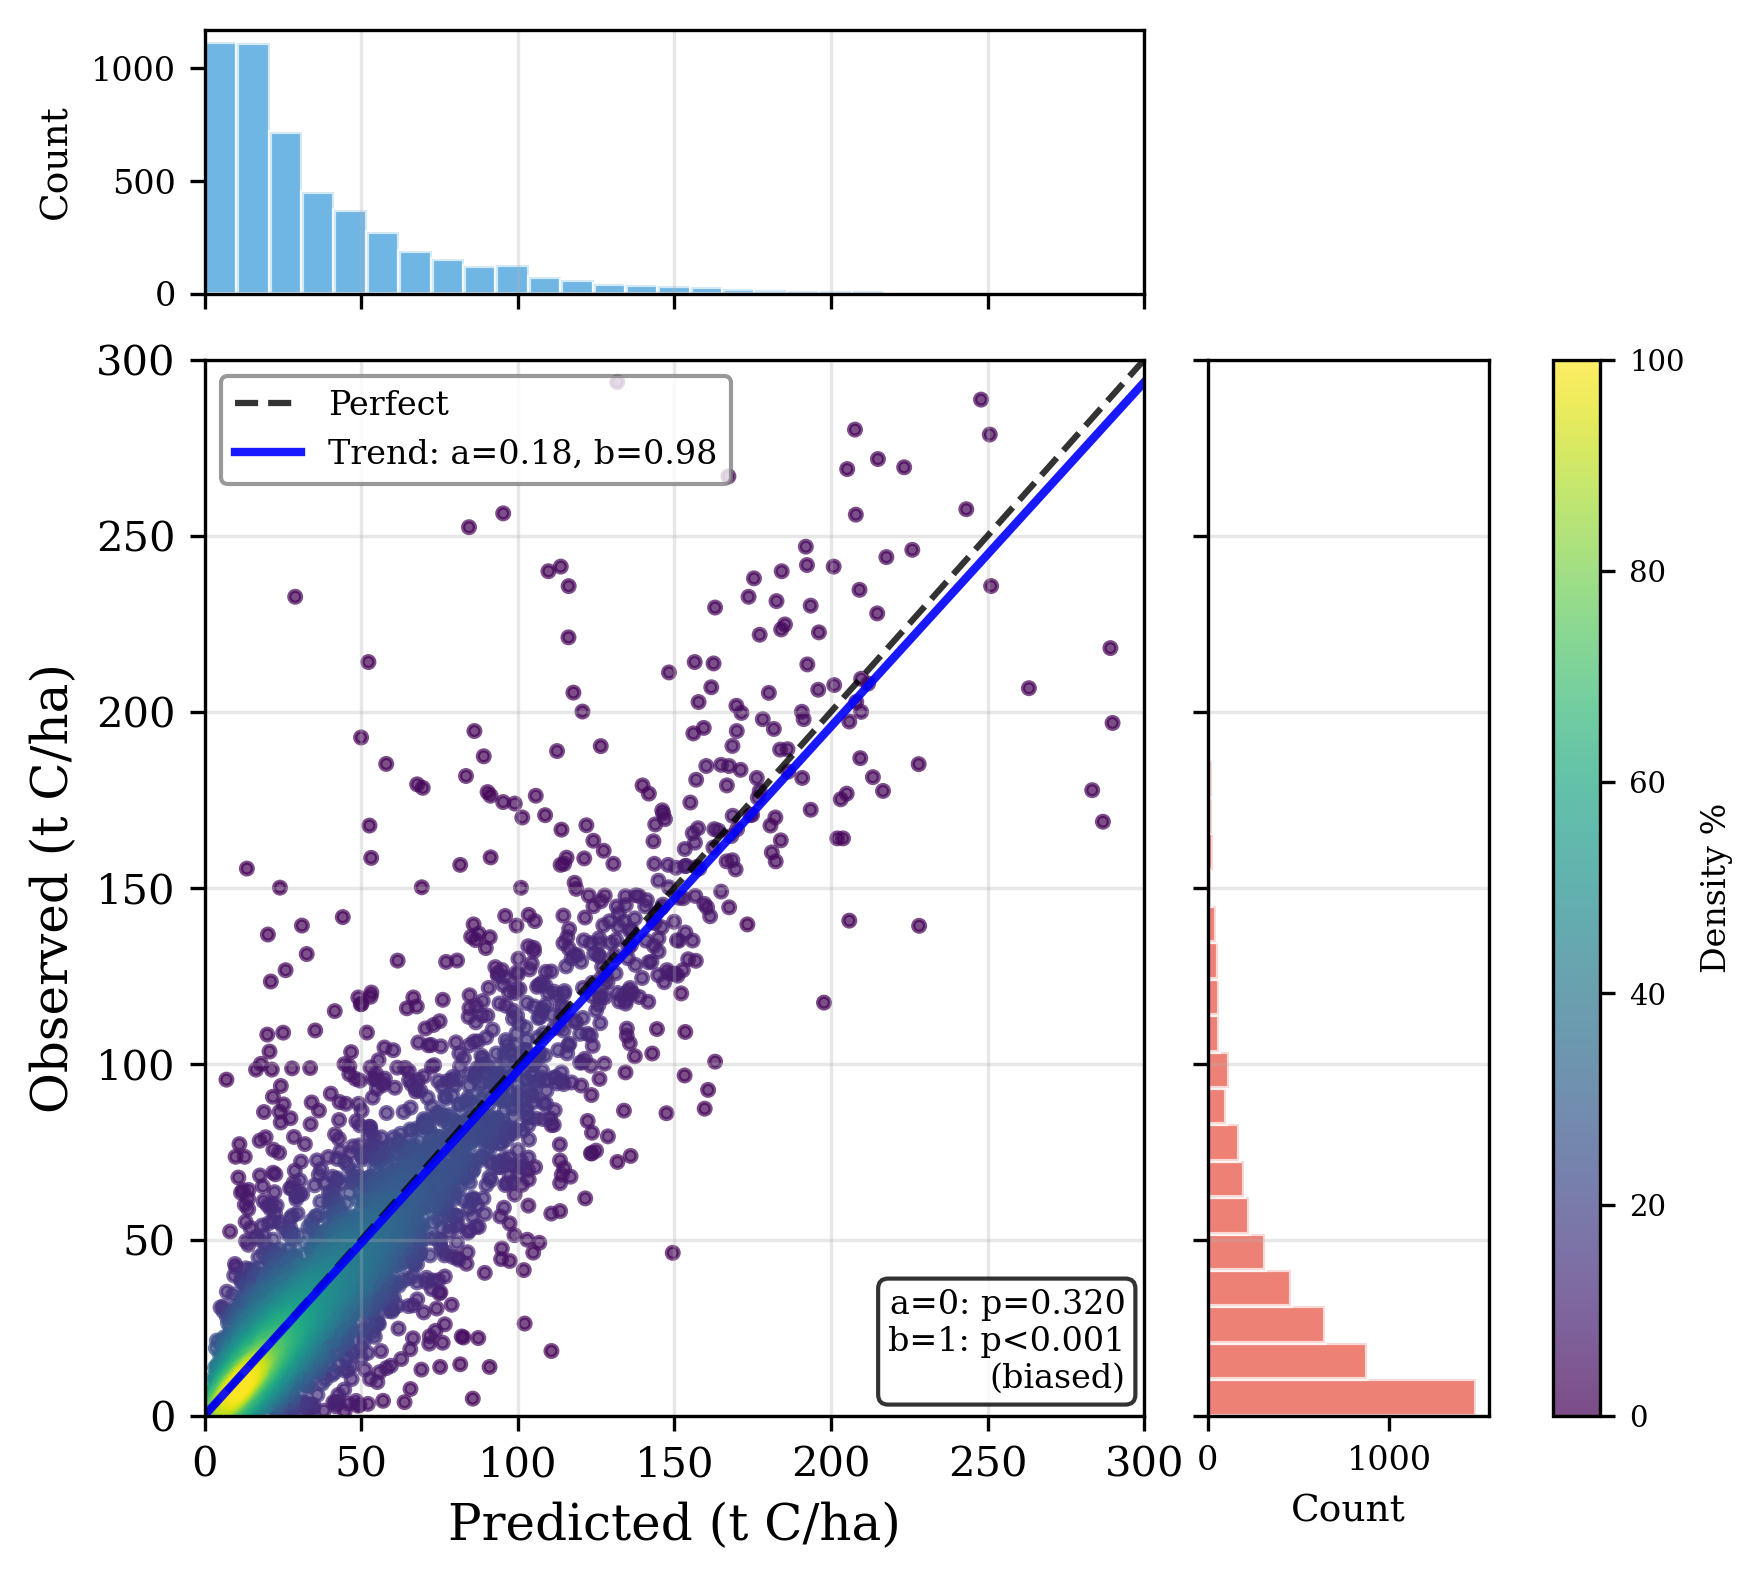 1000
500
0
Count
300
250
200
150
100
50
0
Observed (t C/ha)
Perfect
Trend: a=0.18, b=0.98
a=0: p=0.320
b=1: p<0.001
(biased)
0 50 100 150 200 250 300
Predicted (t C/ha)
0 1000
Count
100
80
60
40
20
0
Density %